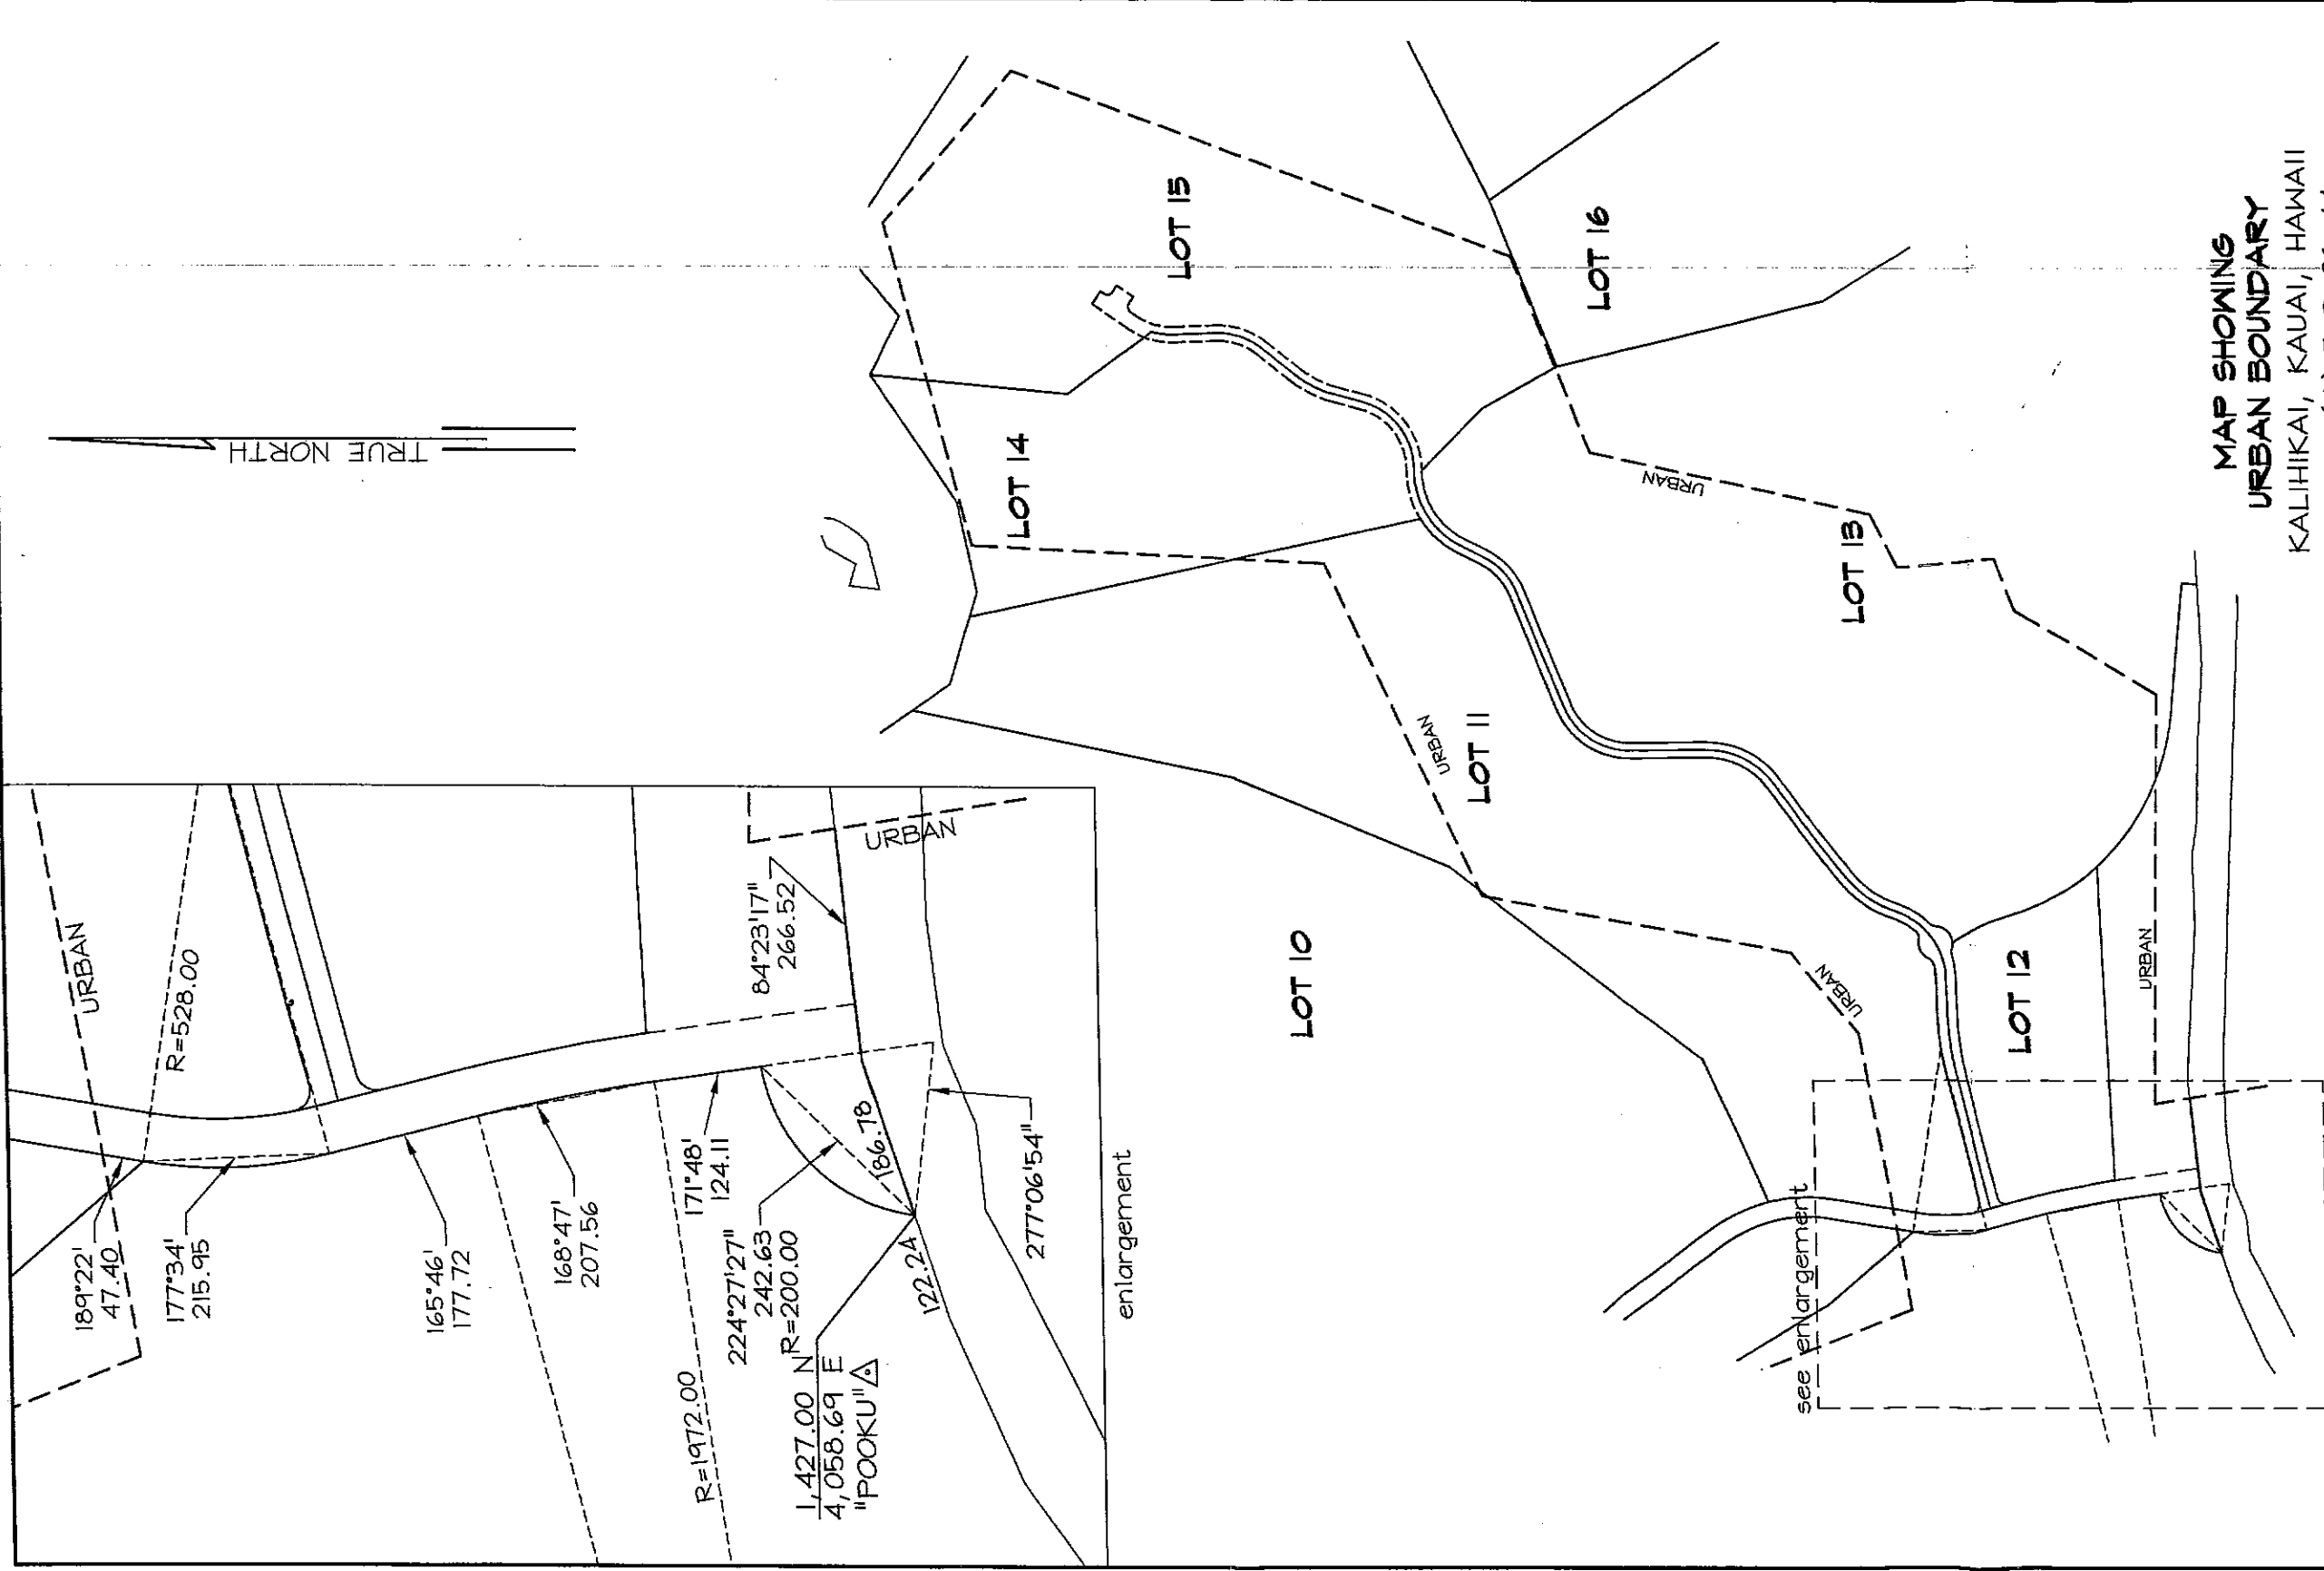 TRUE NORTH
URBAN
R=528.00
189°22'
47.40
177°34'
215.95
165°46'
177.72
168°47'
207.56
171°48'
124.11
224°27'27"
242.63
R=200.00
R=1972.00
1,427.00 N
4,058.69 E
"POOKU"
186.78
122.24
84°23'17"
266.52
URBAN
277°06'54"
enlargement
LOT 10
LOT 11
LOT 12
LOT 13
LOT 14
LOT 15
LOT 16
URBAN
URBAN
URBAN
URBAN
see enlargement
MAP SHOWING
URBAN BOUNDARY
KALIHIKAI, KAUAI, HAWAII